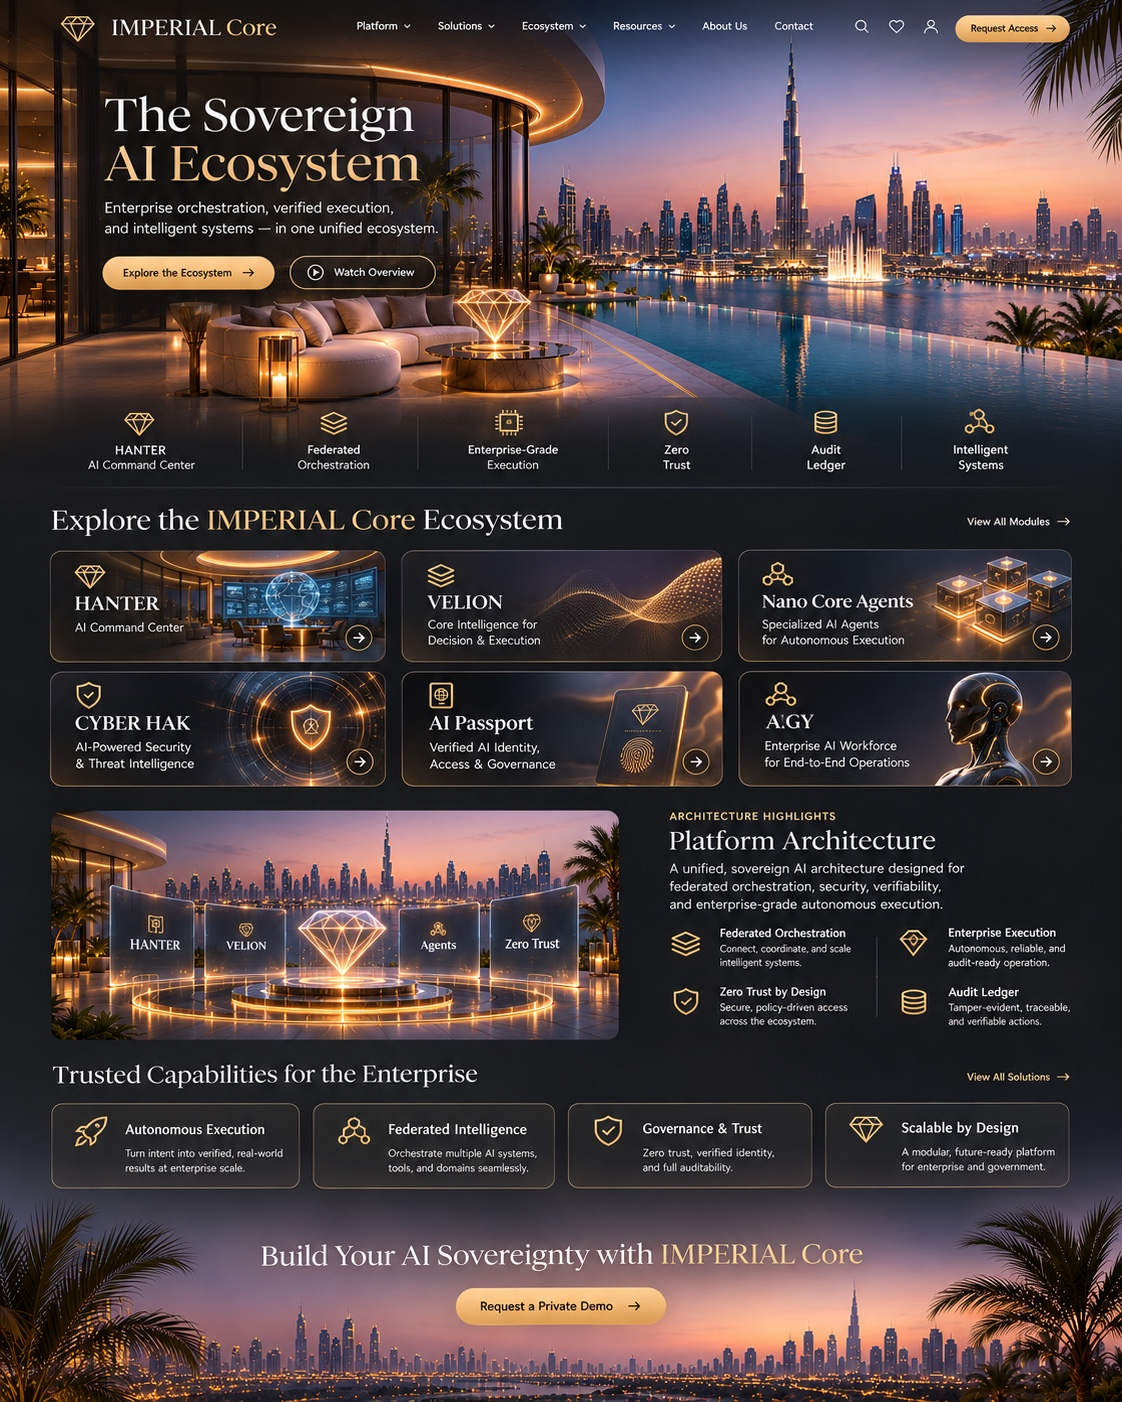 IMPERIAL Core
Platform
Solutions
Ecosystem
Resources
About Us
Contact
Request Access
The Sovereign
AI Ecosystem
Enterprise orchestration, verified execution,
and intelligent systems — in one unified ecosystem.
Explore the Ecosystem
Watch Overview
HANTER
AI Command Center
Federated
Orchestration
Enterprise-Grade
Execution
Zero
Trust
Audit
Ledger
Intelligent
Systems
Explore the IMPERIAL Core Ecosystem
View All Modules
HANTER
AI Command Center
VELION
Core Intelligence for
Decision & Execution
Nano Core Agents
Specialized AI Agents
for Autonomous Execution
CYBER HAK
AI-Powered Security
& Threat Intelligence
AI Passport
Verified AI Identity,
Access & Governance
Enterprise AI Workforce
for End-to-End Operations
HANTER
VELION
Agents
Zero Trust
ARCHITECTURE HIGHLIGHTS
Platform Architecture
A unified, sovereign AI architecture designed for
federated orchestration, security, verifiability,
and enterprise-grade autonomous execution.
Federated Orchestration
Connect, coordinate, and scale
intelligent systems.
Enterprise Execution
Autonomous, reliable, and
audit-ready operation.
Zero Trust by Design
Secure, policy-driven access
across the ecosystem.
Audit Ledger
Tamper-evident, traceable,
and verifiable actions.
Trusted Capabilities for the Enterprise
View All Solutions
Autonomous Execution
Turn intent into verified, real-world
results at enterprise scale.
Federated Intelligence
Orchestrate multiple AI systems,
tools, and domains seamlessly.
Governance & Trust
Zero trust, verified identity,
and full auditability.
Scalable by Design
A modular, future-ready platform
for enterprise and government.
Build Your AI Sovereignty with IMPERIAL Core
Request a Private Demo